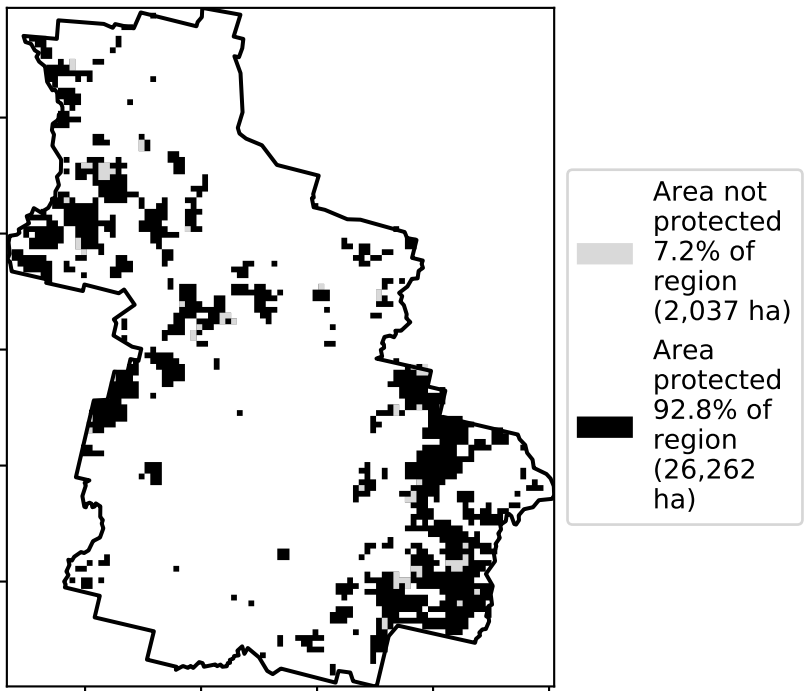 Area not
protected
7.2% of
region
(2,037 ha)
Area
protected
92.8% of
region
(26,262
ha)